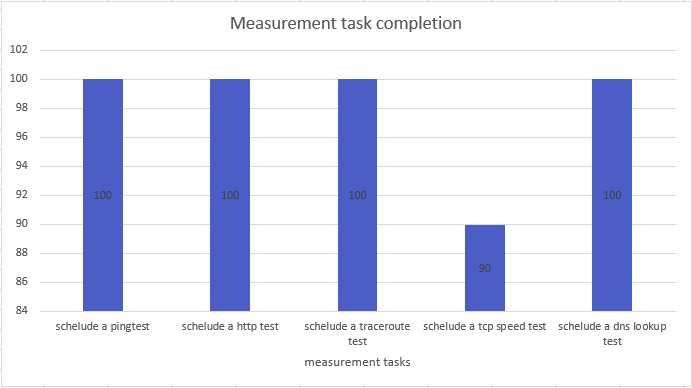 Measurement task completion
102
100
98
96
94
92
90
88
86
84
100
100
100
90
100
schelude a pingtest
schelude a http test
schelude a traceroute
test
schelude a tcp speed test
schelude a dns lookup
test
measurement tasks